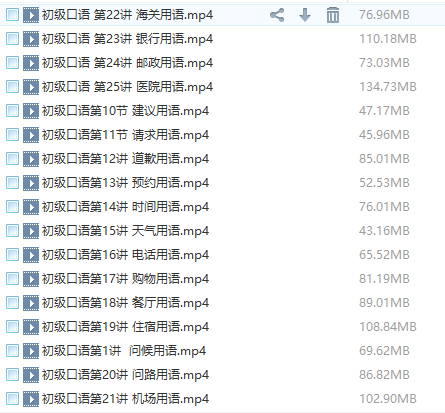 初级口语 第22讲 海关用语.mp4 76.96MB
初级口语 第23讲 银行用语.mp4 110.18MB
初级口语 第24讲 邮政用语.mp4 73.03MB
初级口语 第25讲 医院用语.mp4 134.73MB
初级口语第10节 建议用语.mp4 47.17MB
初级口语第11节 请求用语.mp4 45.96MB
初级口语第12讲 道歉用语.mp4 85.01MB
初级口语第13讲 预约用语.mp4 52.53MB
初级口语第14讲 时间用语.mp4 76.01MB
初级口语第15讲 天气用语.mp4 43.16MB
初级口语第16讲 电话用语.mp4 65.52MB
初级口语第17讲 购物用语.mp4 81.19MB
初级口语第18讲 餐厅用语.mp4 89.01MB
初级口语第19讲 住宿用语.mp4 108.84MB
初级口语第1讲  问候用语.mp4 69.62MB
初级口语第20讲 问路用语.mp4 86.82MB
初级口语第21讲 机场用语.mp4 102.90MB